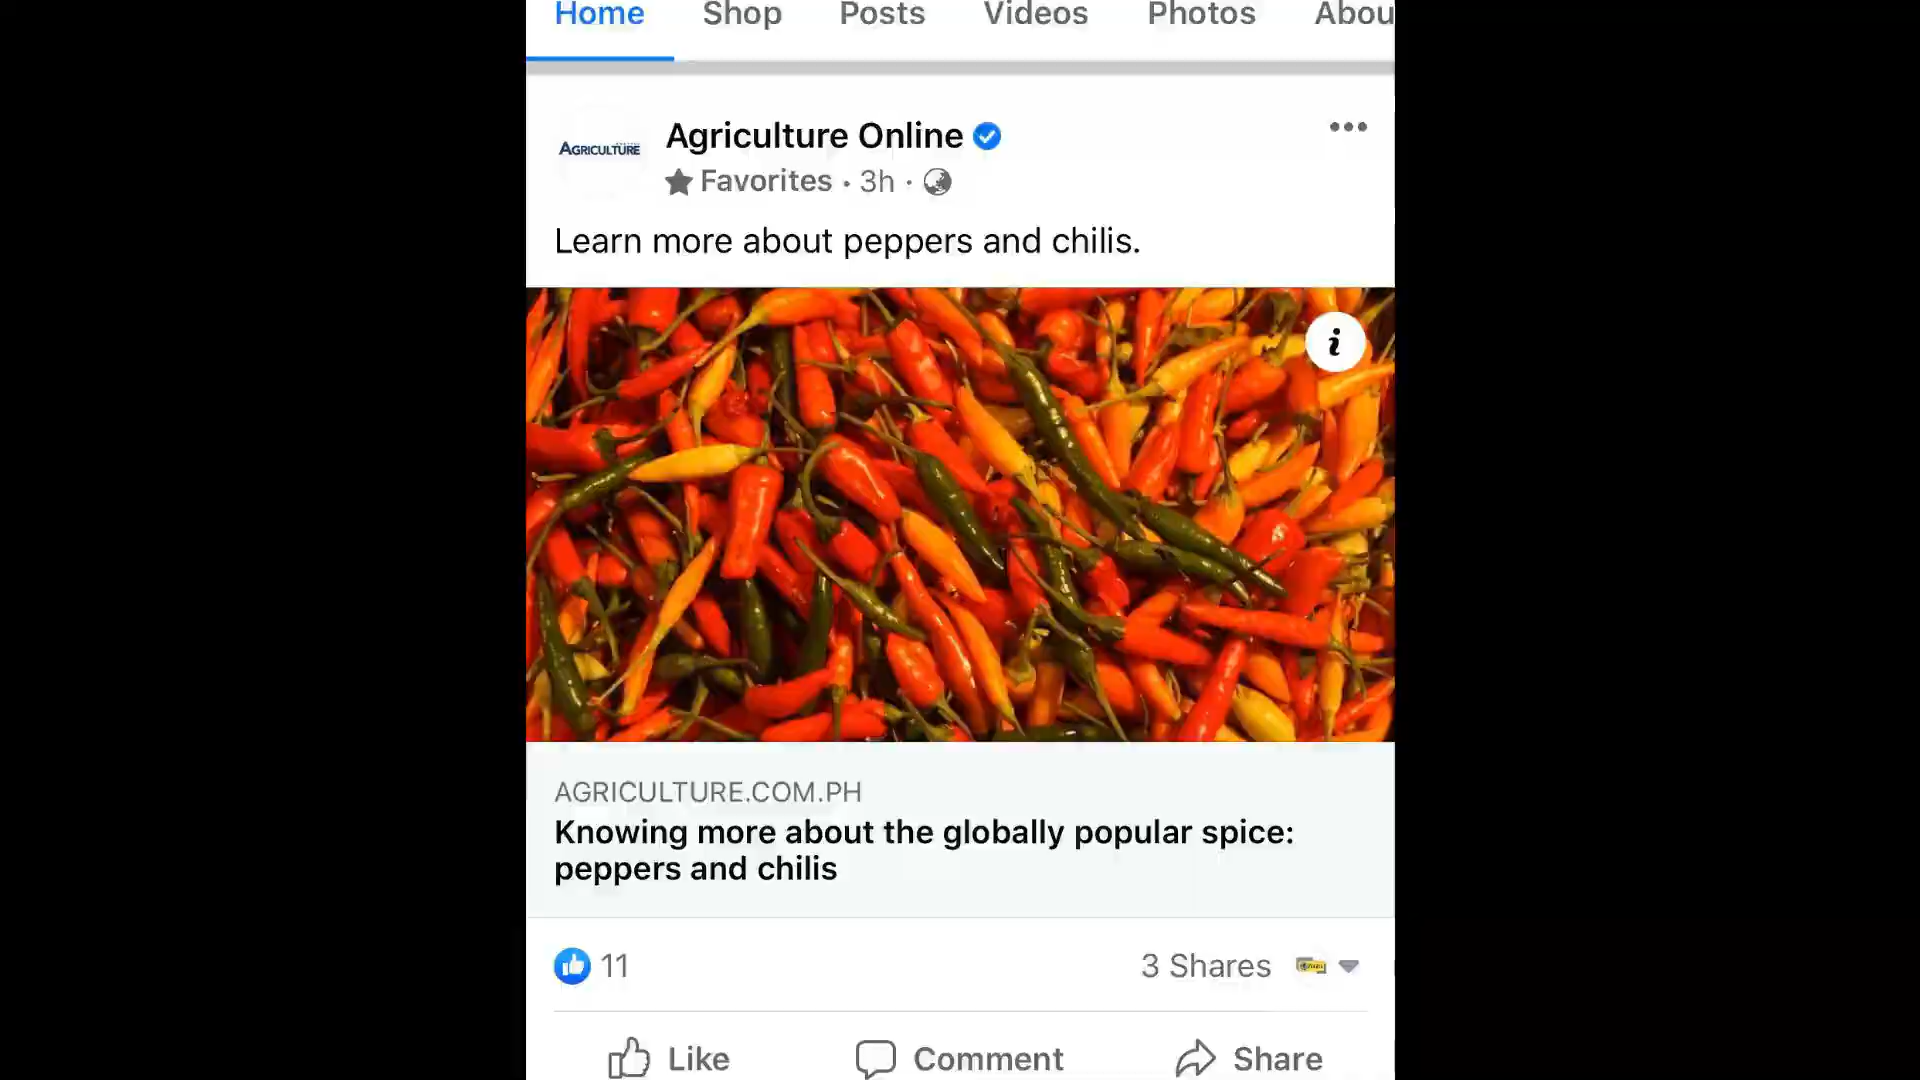 Home Shop Posts Videos Photos Abou
AGRICULTURE
Agriculture Online
Favorites · 3h ·
Learn more about peppers and chilis.
i
AGRICULTURE.COM.PH
Knowing more about the globally popular spice:
peppers and chilis
11 3 Shares
Like Comment Share